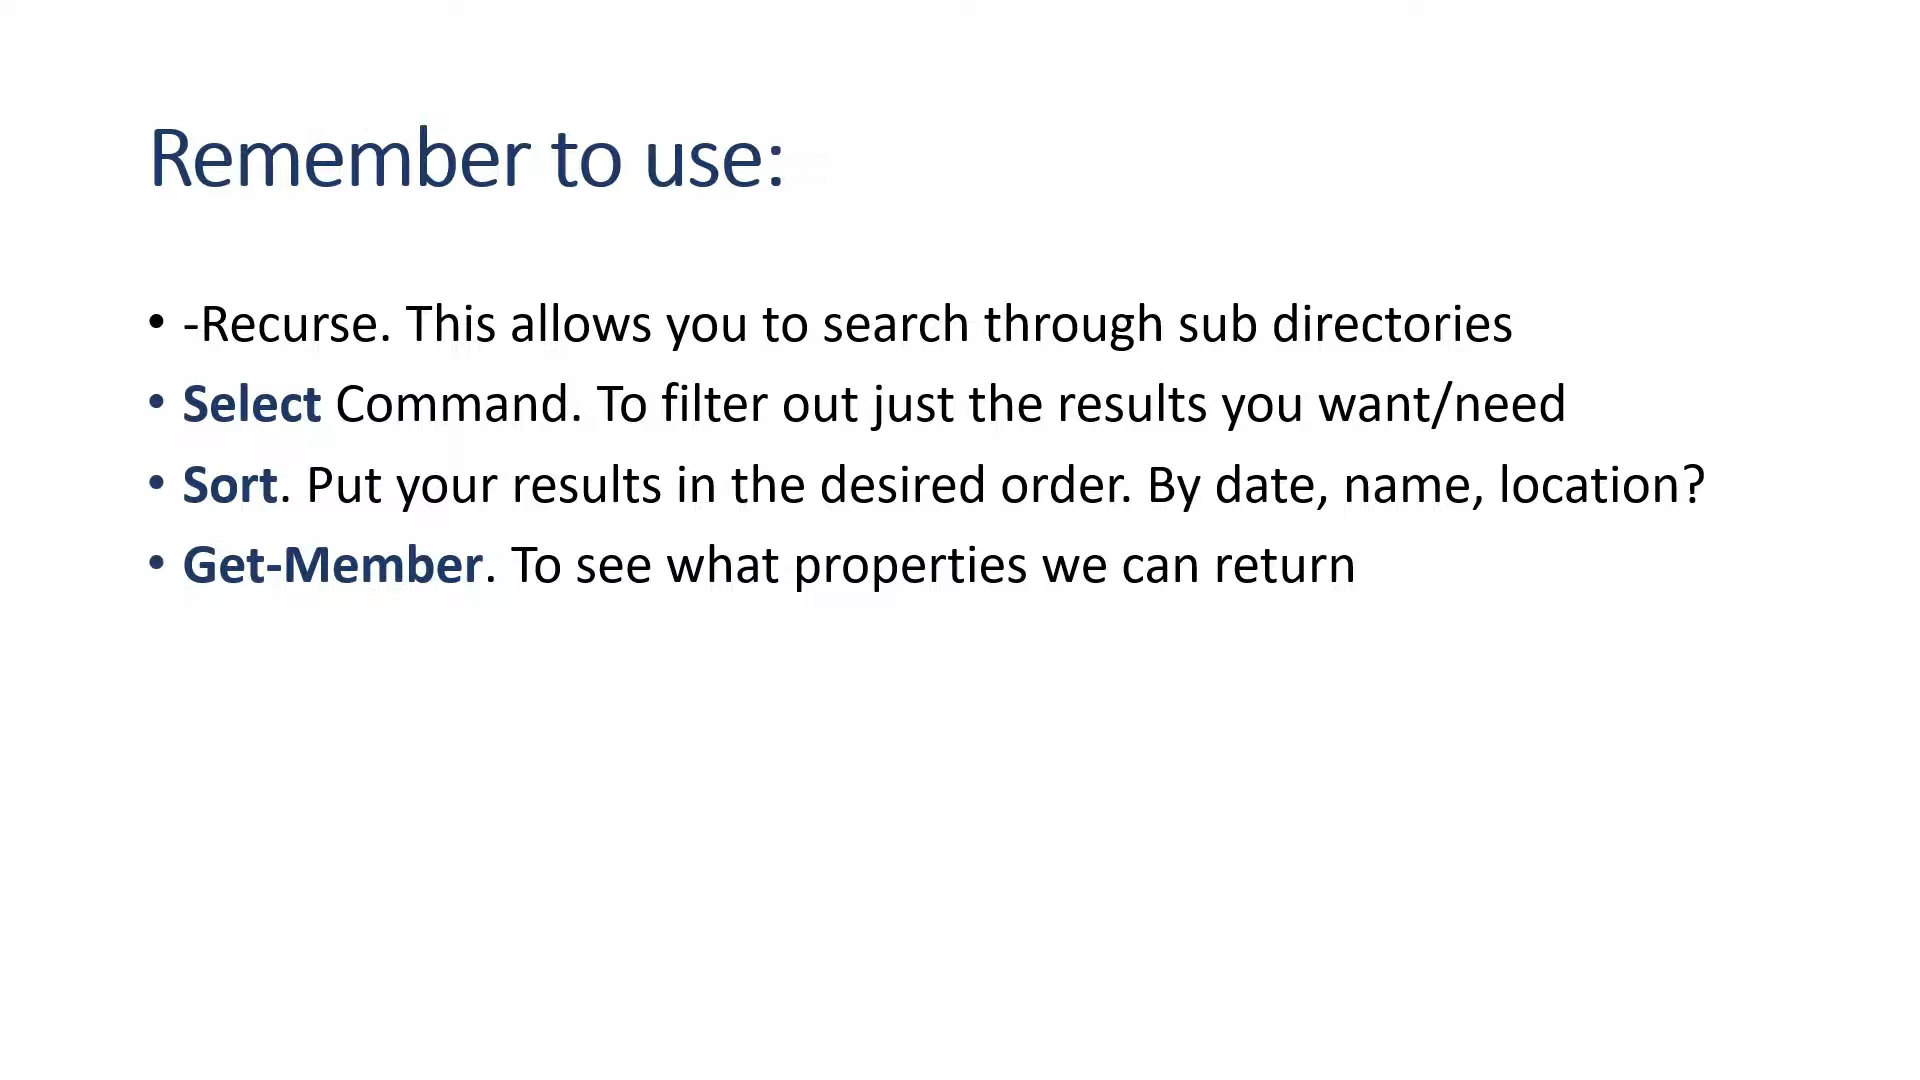 Remember to use:
• -Recurse. This allows you to search through sub directories
• Select Command. To filter out just the results you want/need
• Sort. Put your results in the desired order. By date, name, location?
• Get-Member. To see what properties we can return